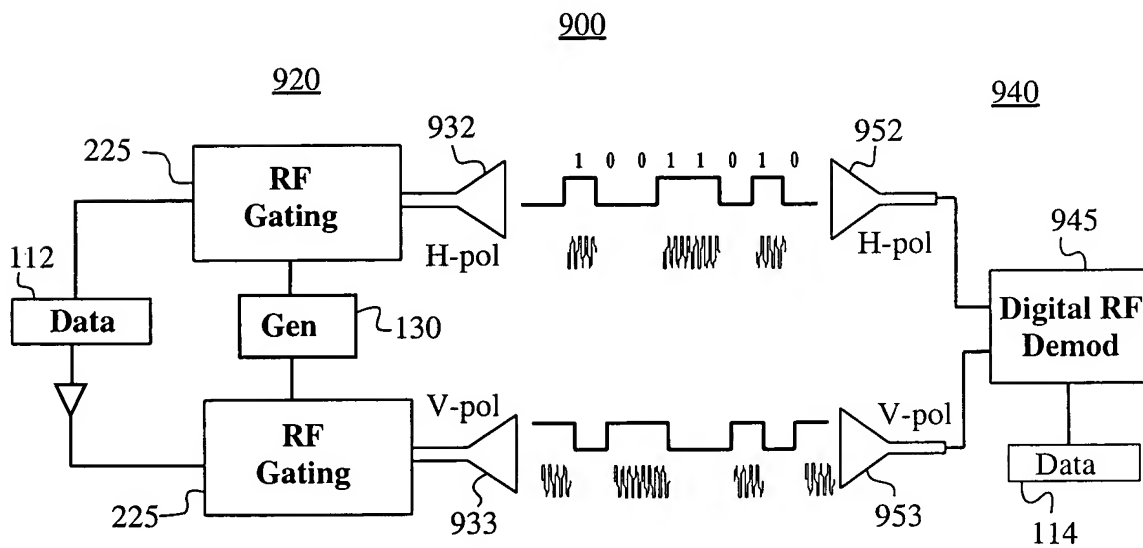 900
920
940
225
932
952
1 0 0 1 1 0 1 0
RF
Gating
945
H-pol
H-pol
112
Data
Gen
130
Digital RF
Demod
V-pol
V-pol
RF
Gating
Data
225
933
953
114